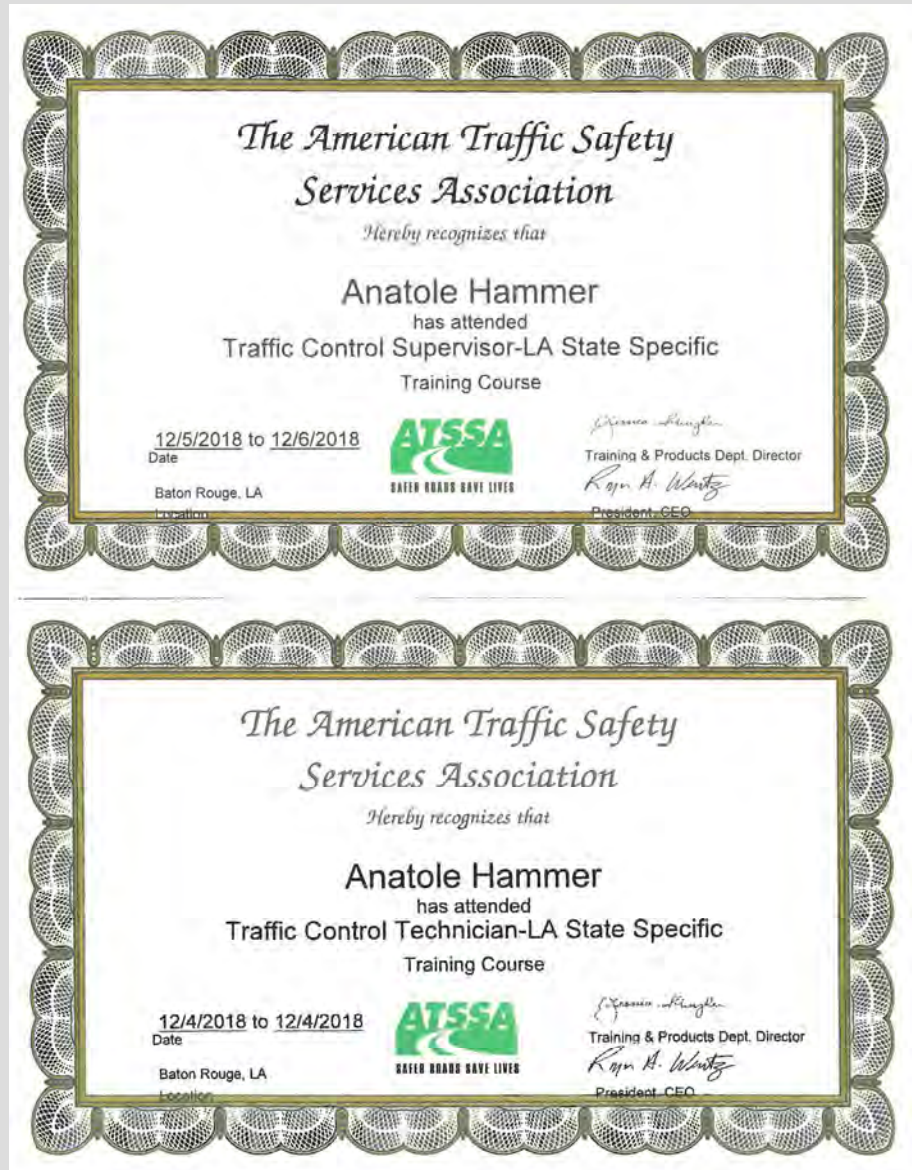 The American Traffic Safety
Services Association
Hereby recognizes that
Anatole Hammer
has attended
Traffic Control Supervisor-LA State Specific
Training Course
12/5/2018 to 12/6/2018
Date
Baton Rouge, LA
Location
ATSSA
SAFER ROADS SAVE LIVES
Training & Products Dept. Director
President, CEO
The American Traffic Safety
Services Association
Hereby recognizes that
Anatole Hammer
has attended
Traffic Control Technician-LA State Specific
Training Course
12/4/2018 to 12/4/2018
Date
Baton Rouge, LA
Location
ATSSA
SAFER ROADS SAVE LIVES
Training & Products Dept. Director
President, CEO